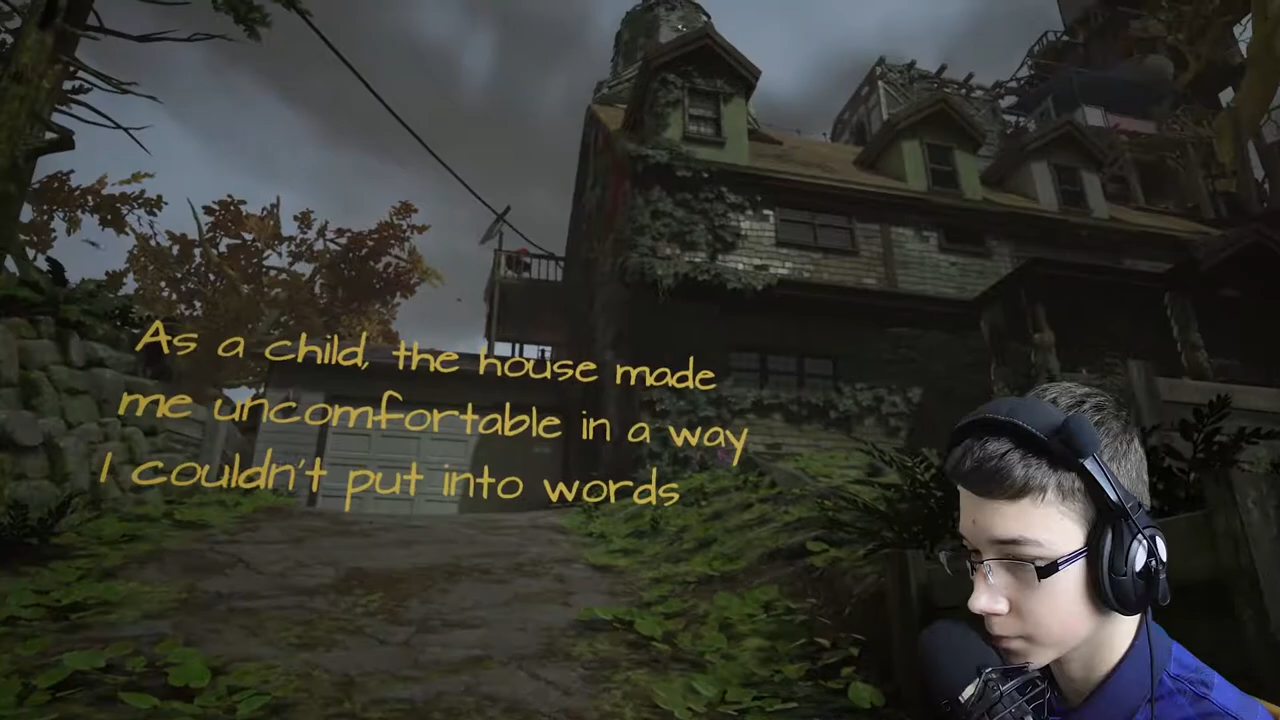 As a child, the house made
me uncomfortable in a way
I couldn't put into words